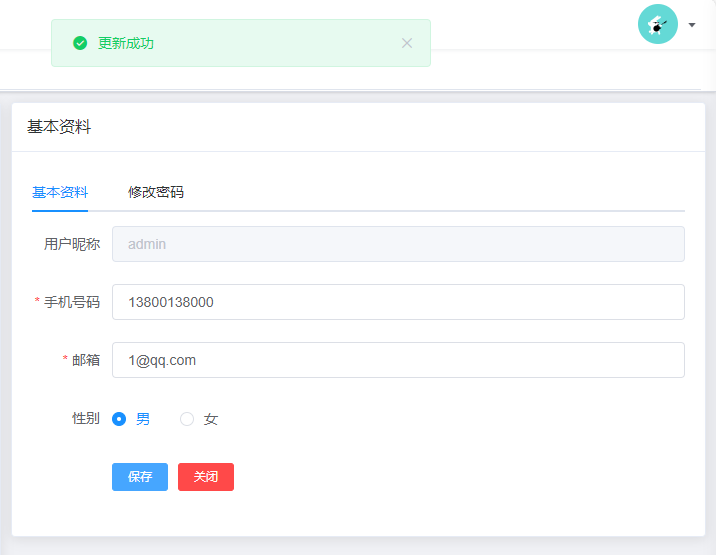 更新成功
基本资料
基本资料 修改密码
用户昵称 admin
* 手机号码 13800138000
* 邮箱 1@qq.com
性别 男 女
保存 关闭